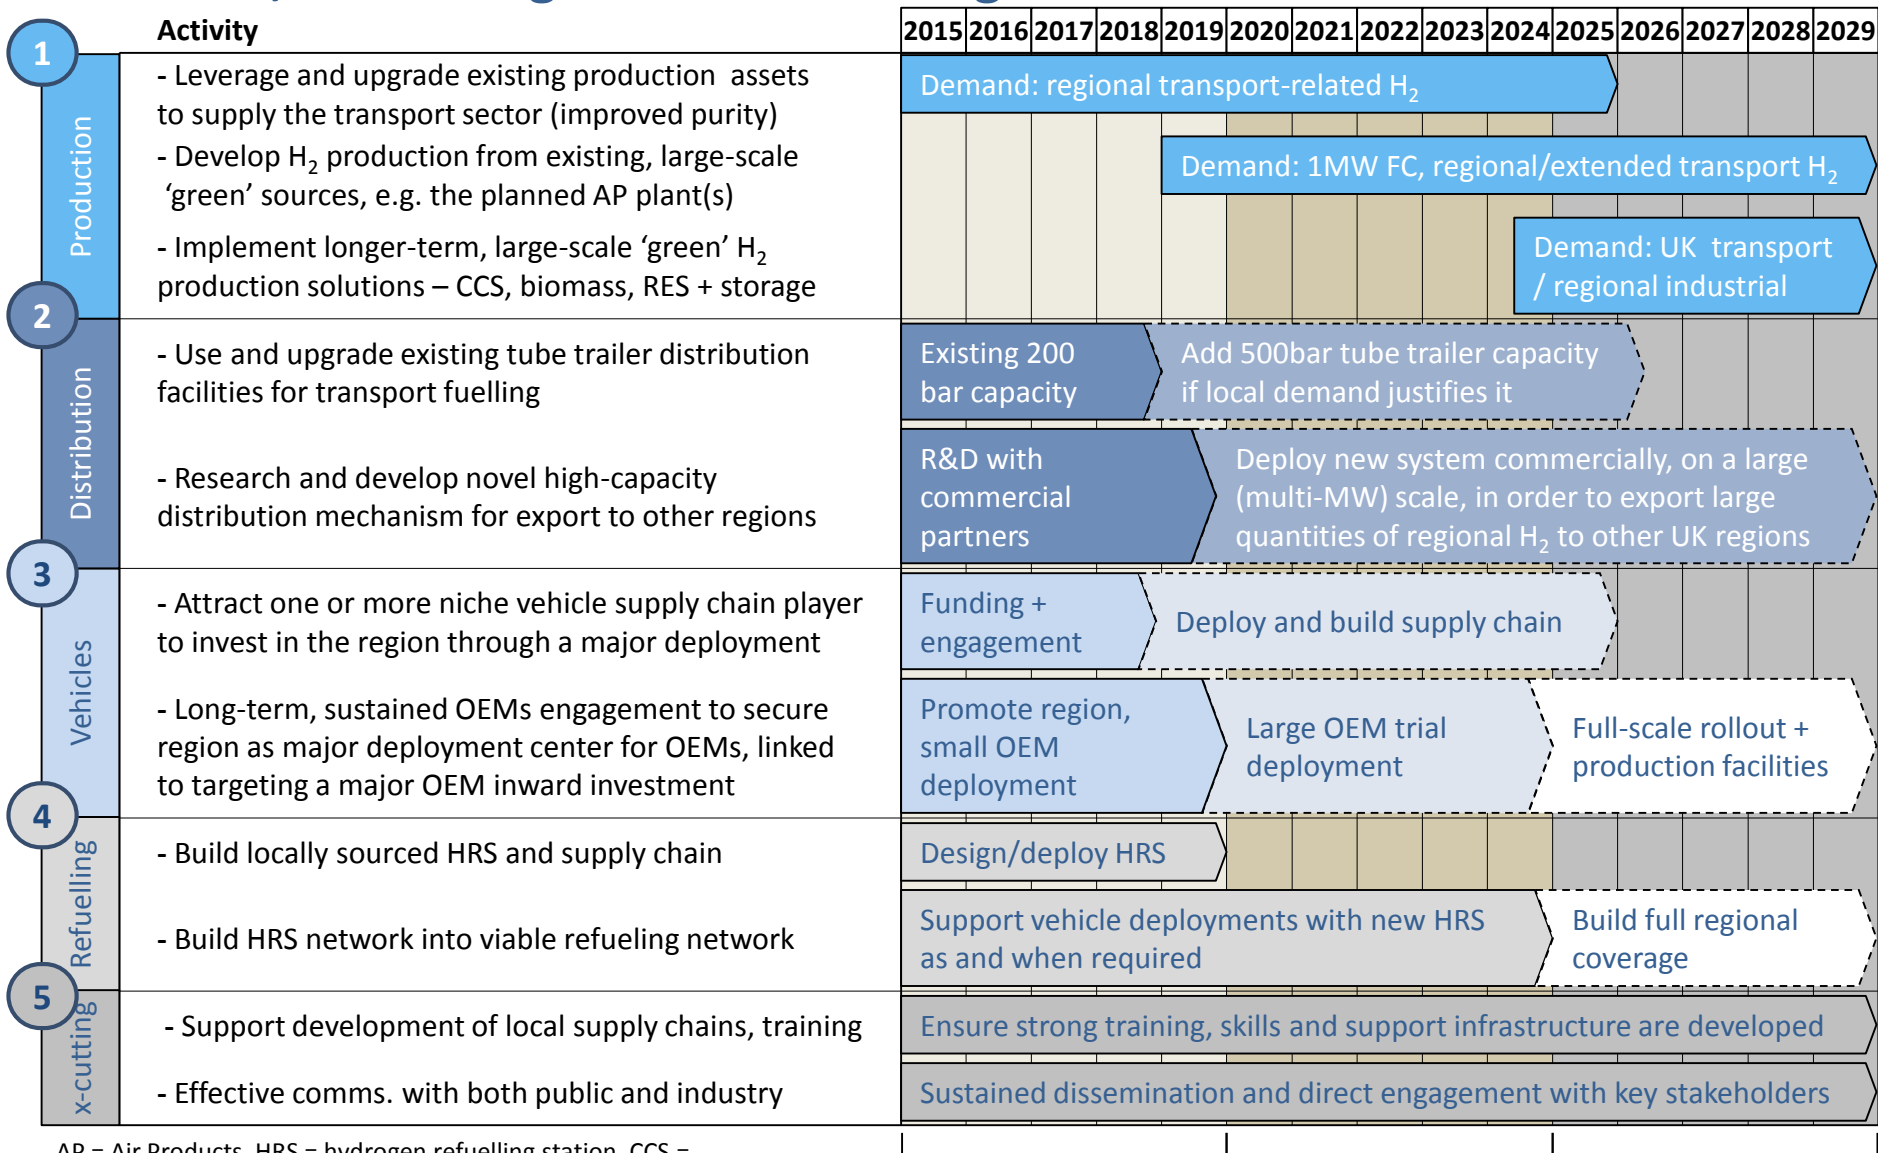 Activity
2015 2016 2017 2018 2019 2020 2021 2022 2023 2024 2025 2026 2027 2028 2029
1
Production
- Leverage and upgrade existing production assets
to supply the transport sector (improved purity)
Demand: regional transport-related H2
- Develop H2 production from existing, large-scale
'green' sources, e.g. the planned AP plant(s)
Demand: 1MW FC, regional/extended transport H2
- Implement longer-term, large-scale 'green' H2
production solutions – CCS, biomass, RES + storage
Demand: UK transport
/ regional industrial
2
Distribution
- Use and upgrade existing tube trailer distribution
facilities for transport fuelling
Existing 200
bar capacity
Add 500bar tube trailer capacity
if local demand justifies it
- Research and develop novel high-capacity
distribution mechanism for export to other regions
R&D with
commercial
partners
Deploy new system commercially, on a large
(multi-MW) scale, in order to export large
quantities of regional H2 to other UK regions
3
Vehicles
- Attract one or more niche vehicle supply chain player
to invest in the region through a major deployment
Funding +
engagement
Deploy and build supply chain
- Long-term, sustained OEMs engagement to secure
region as major deployment center for OEMs, linked
to targeting a major OEM inward investment
Promote region,
small OEM
deployment
Large OEM trial
deployment
Full-scale rollout +
production facilities
4
Refuelling
- Build locally sourced HRS and supply chain
Design/deploy HRS
- Build HRS network into viable refueling network
Support vehicle deployments with new HRS
as and when required
Build full regional
coverage
5
x-cutting
- Support development of local supply chains, training
Ensure strong training, skills and support infrastructure are developed
- Effective comms. with both public and industry
Sustained dissemination and direct engagement with key stakeholders
AP = Air Products, HRS = hydrogen refuelling station, CCS =